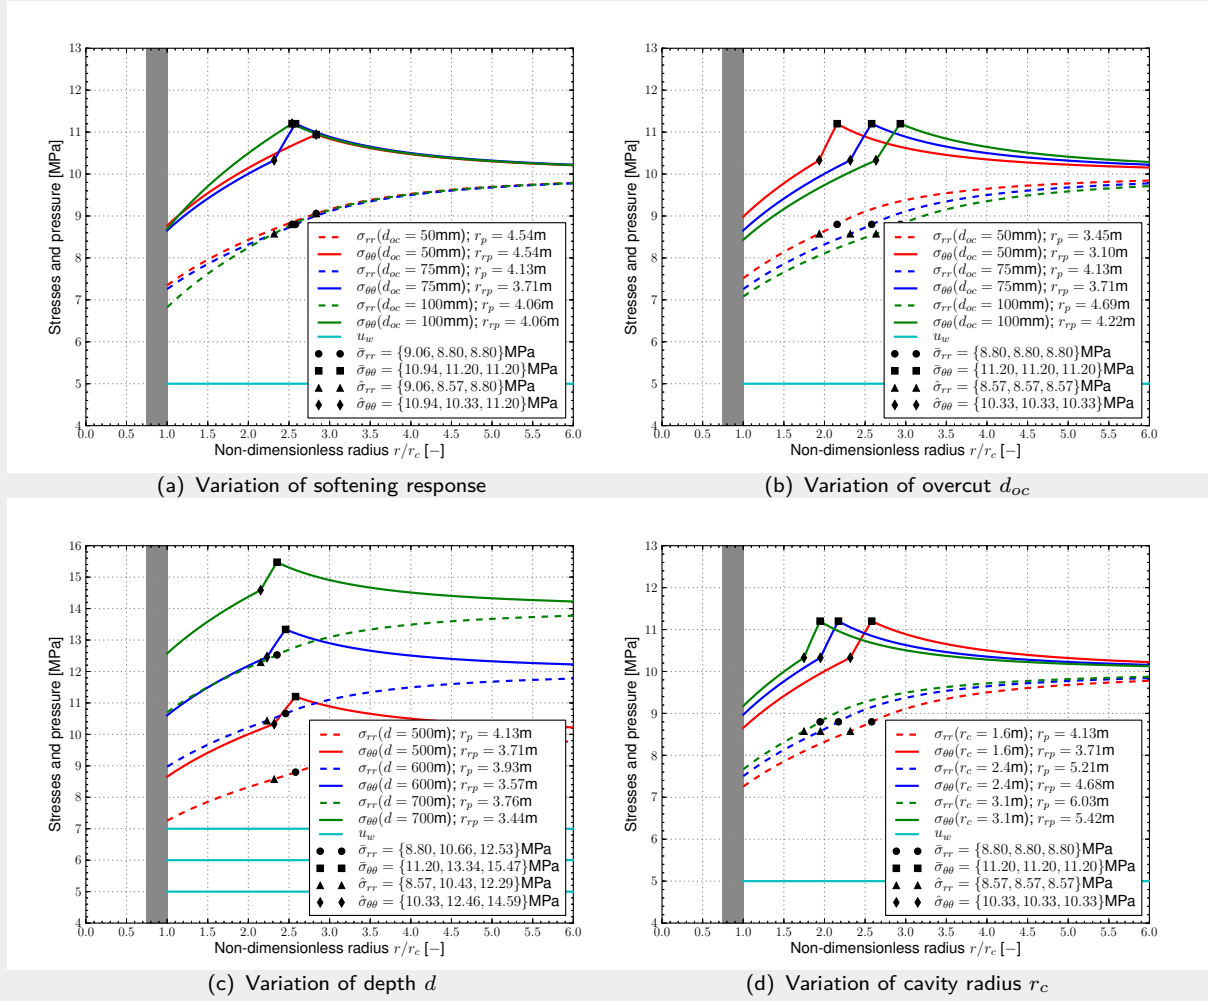 13
12
11
10
9
8
7
6
5
4
Stresses and pressure [MPa]
σ_rr(d_oc = 50mm); r_p = 4.54m
σ_θθ(d_oc = 50mm); r_rp = 4.54m
σ_rr(d_oc = 75mm); r_p = 4.13m
σ_θθ(d_oc = 75mm); r_rp = 3.71m
σ_rr(d_oc = 100mm); r_p = 4.06m
σ_θθ(d_oc = 100mm); r_rp = 4.06m
u_w
σ̄_rr = {9.06, 8.80, 8.80}MPa
σ̄_θθ = {10.94, 11.20, 11.20}MPa
σ̂_rr = {9.06, 8.57, 8.80}MPa
σ̂_θθ = {10.94, 10.33, 11.20}MPa
0.0 0.5 1.0 1.5 2.0 2.5 3.0 3.5 4.0 4.5 5.0 5.5 6.0
Non-dimensionless radius r/r_c [−]
(a) Variation of softening response
13
12
11
10
9
8
7
6
5
4
Stresses and pressure [MPa]
σ_rr(d_oc = 50mm); r_p = 3.45m
σ_θθ(d_oc = 50mm); r_rp = 3.10m
σ_rr(d_oc = 75mm); r_p = 4.13m
σ_θθ(d_oc = 75mm); r_rp = 3.71m
σ_rr(d_oc = 100mm); r_p = 4.69m
σ_θθ(d_oc = 100mm); r_rp = 4.22m
u_w
σ̄_rr = {8.80, 8.80, 8.80}MPa
σ̄_θθ = {11.20, 11.20, 11.20}MPa
σ̂_rr = {8.57, 8.57, 8.57}MPa
σ̂_θθ = {10.33, 10.33, 10.33}MPa
0.0 0.5 1.0 1.5 2.0 2.5 3.0 3.5 4.0 4.5 5.0 5.5 6.0
Non-dimensionless radius r/r_c [−]
(b) Variation of overcut d_oc
16
15
14
13
12
11
10
9
8
7
6
5
4
Stresses and pressure [MPa]
σ_rr(d = 500m); r_p = 4.13m
σ_θθ(d = 500m); r_rp = 3.71m
σ_rr(d = 600m); r_p = 3.93m
σ_θθ(d = 600m); r_rp = 3.57m
σ_rr(d = 700m); r_p = 3.76m
σ_θθ(d = 700m); r_rp = 3.44m
u_w
σ̄_rr = {8.80, 10.66, 12.53}MPa
σ̄_θθ = {11.20, 13.34, 15.47}MPa
σ̂_rr = {8.57, 10.43, 12.29}MPa
σ̂_θθ = {10.33, 12.46, 14.59}MPa
0.0 0.5 1.0 1.5 2.0 2.5 3.0 3.5 4.0 4.5 5.0 5.5 6.0
Non-dimensionless radius r/r_c [−]
(c) Variation of depth d
13
12
11
10
9
8
7
6
5
4
Stresses and pressure [MPa]
σ_rr(r_c = 1.6m); r_p = 4.13m
σ_θθ(r_c = 1.6m); r_rp = 3.71m
σ_rr(r_c = 2.4m); r_p = 5.21m
σ_θθ(r_c = 2.4m); r_rp = 4.68m
σ_rr(r_c = 3.1m); r_p = 6.03m
σ_θθ(r_c = 3.1m); r_rp = 5.42m
u_w
σ̄_rr = {8.80, 8.80, 8.80}MPa
σ̄_θθ = {11.20, 11.20, 11.20}MPa
σ̂_rr = {8.57, 8.57, 8.57}MPa
σ̂_θθ = {10.33, 10.33, 10.33}MPa
0.0 0.5 1.0 1.5 2.0 2.5 3.0 3.5 4.0 4.5 5.0 5.5 6.0
Non-dimensionless radius r/r_c [−]
(d) Variation of cavity radius r_c